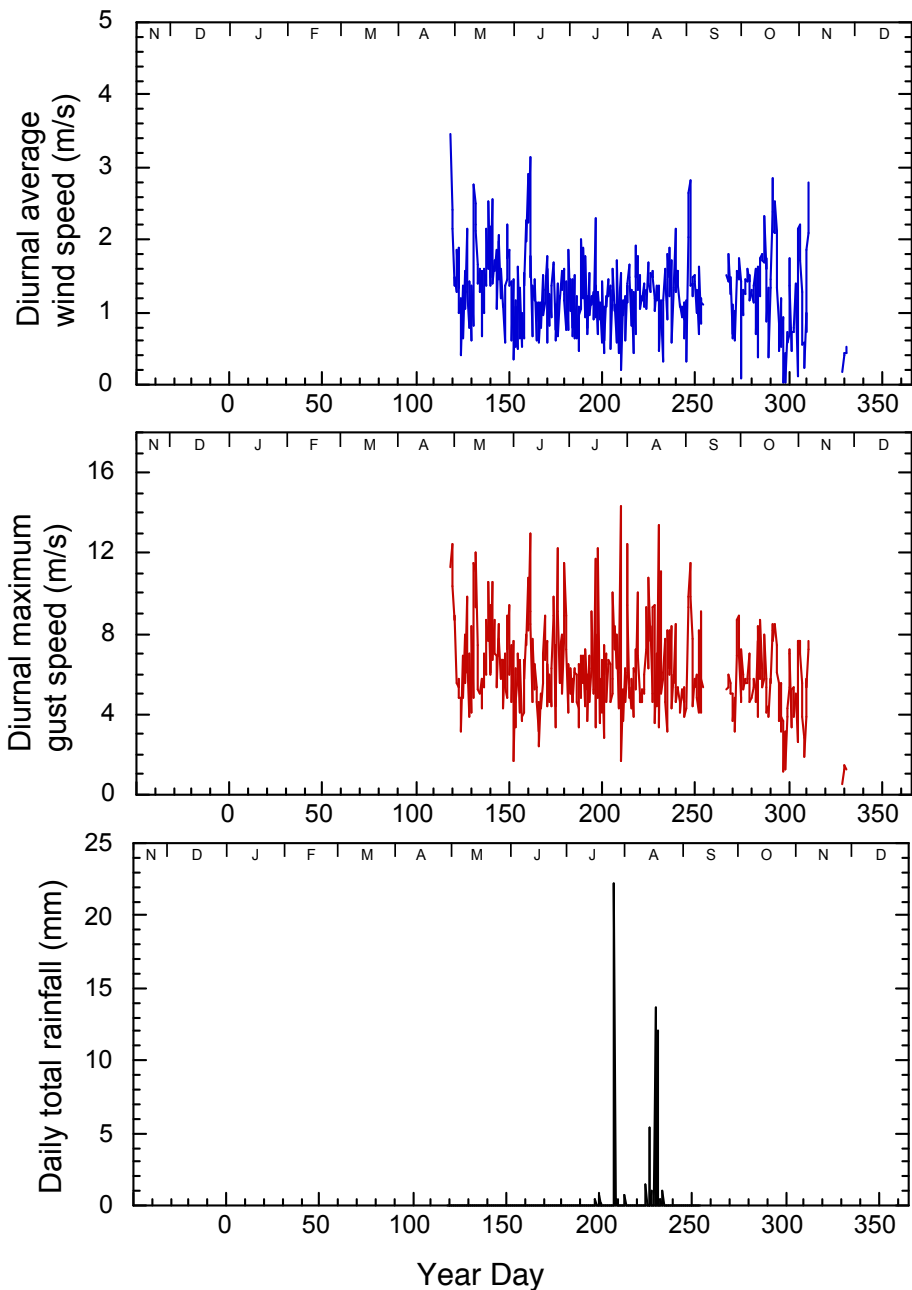 5
N D J F M A M J J A S O N D
4
3
2
1
0
Diurnal average
wind speed (m/s)
0 50 100 150 200 250 300 350
N D J F M A M J J A S O N D
16
12
8
4
0
Diurnal maximum
gust speed (m/s)
0 50 100 150 200 250 300 350
25
N D J F M A M J J A S O N D
20
15
10
5
0
Daily total rainfall (mm)
0 50 100 150 200 250 300 350
Year Day